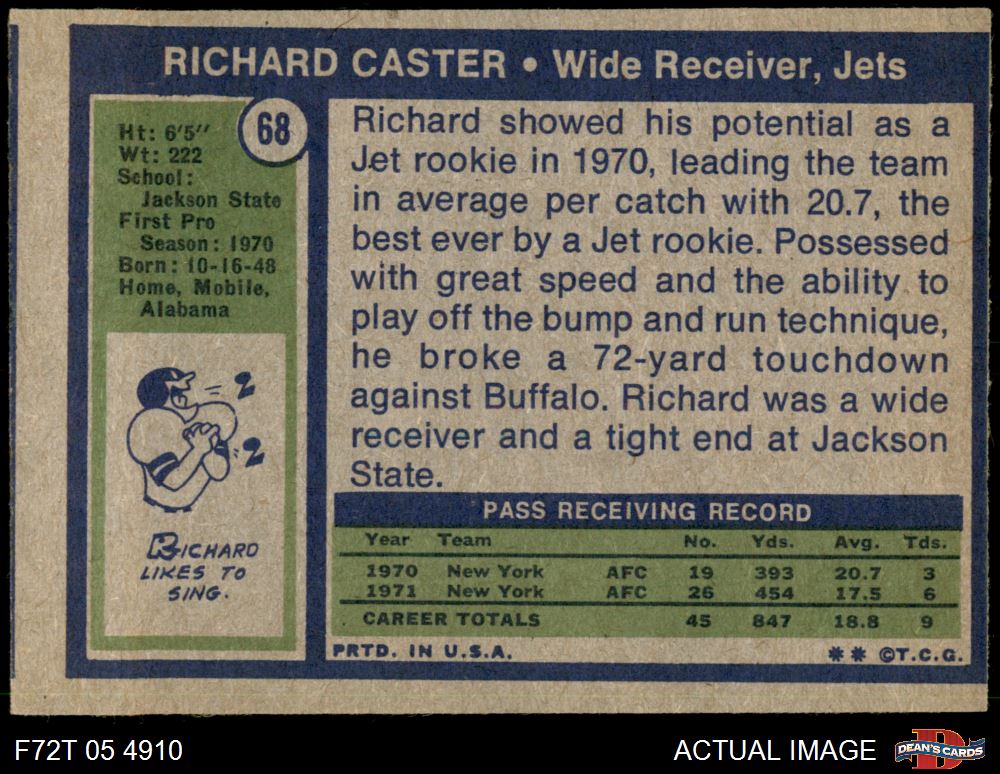 RICHARD CASTER • Wide Receiver, Jets
68
Ht: 6'5"
Wt: 222
School:
Jackson State
First Pro
Season: 1970
Born: 10-16-48
Home, Mobile,
Alabama
RICHARD
LIKES TO
SING.
Richard showed his potential as a
Jet rookie in 1970, leading the team
in average per catch with 20.7, the
best ever by a Jet rookie. Possessed
with great speed and the ability to
play off the bump and run technique,
he broke a 72-yard touchdown
against Buffalo. Richard was a wide
receiver and a tight end at Jackson
State.
PASS RECEIVING RECORD
Year Team No. Yds. Avg. Tds.
1970 New York AFC 19 393 20.7 3
1971 New York AFC 26 454 17.5 6
CAREER TOTALS 45 847 18.8 9
PRTD. IN U.S.A. ** ©T.C.G.
F72T 05 4910 ACTUAL IMAGE DEAN'S CARDS